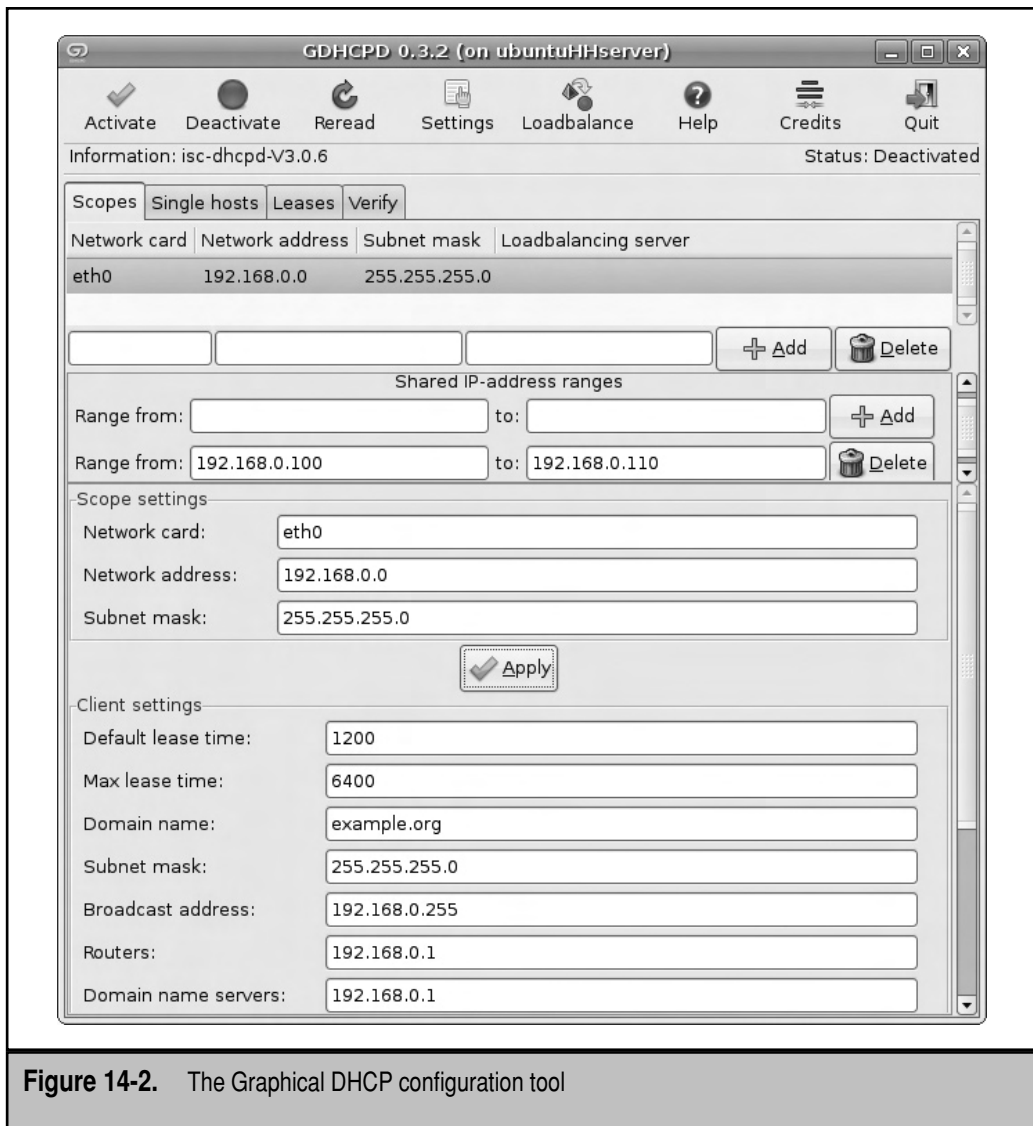 GDHCPD 0.3.2 (on ubuntuHHserver)
Activate Deactivate Reread Settings Loadbalance Help Credits Quit
Information: isc-dhcpd-V3.0.6 Status: Deactivated
Scopes Single hosts Leases Verify
Network card Network address Subnet mask Loadbalancing server
eth0 192.168.0.0 255.255.255.0
Add Delete
Shared IP-address ranges
Range from: to: Add
Range from: 192.168.0.100 to: 192.168.0.110 Delete
Scope settings
Network card: eth0
Network address: 192.168.0.0
Subnet mask: 255.255.255.0
Apply
Client settings
Default lease time: 1200
Max lease time: 6400
Domain name: example.org
Subnet mask: 255.255.255.0
Broadcast address: 192.168.0.255
Routers: 192.168.0.1
Domain name servers: 192.168.0.1
Figure 14-2. The Graphical DHCP configuration tool